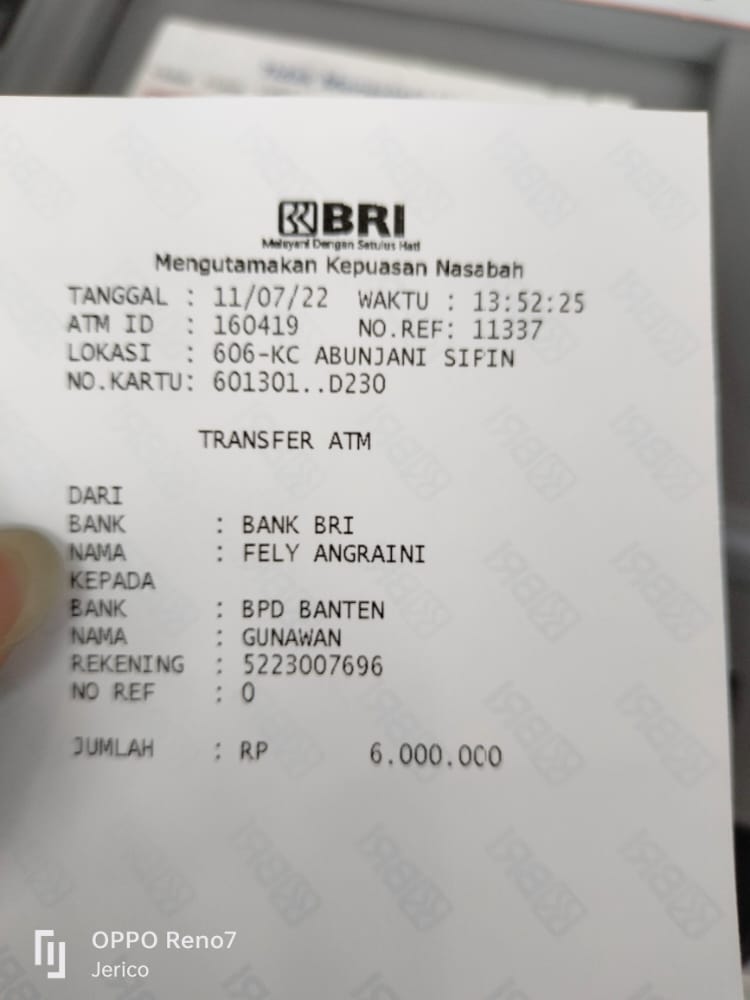 BRI
Melayani Dengan Setulus Hati
Mengutamakan Kepuasan Nasabah
TANGGAL : 11/07/22 WAKTU : 13:52:25
ATM ID : 160419 NO.REF: 11337
LOKASI : 606-KC ABUNJANI SIPIN
NO.KARTU: 601301..D230
TRANSFER ATM
DARI
BANK : BANK BRI
NAMA : FELY ANGRAINI
KEPADA
BANK : BPD BANTEN
NAMA : GUNAWAN
REKENING : 5223007696
NO REF : 0
JUMLAH : RP 6.000.000
OPPO Reno7
Jerico